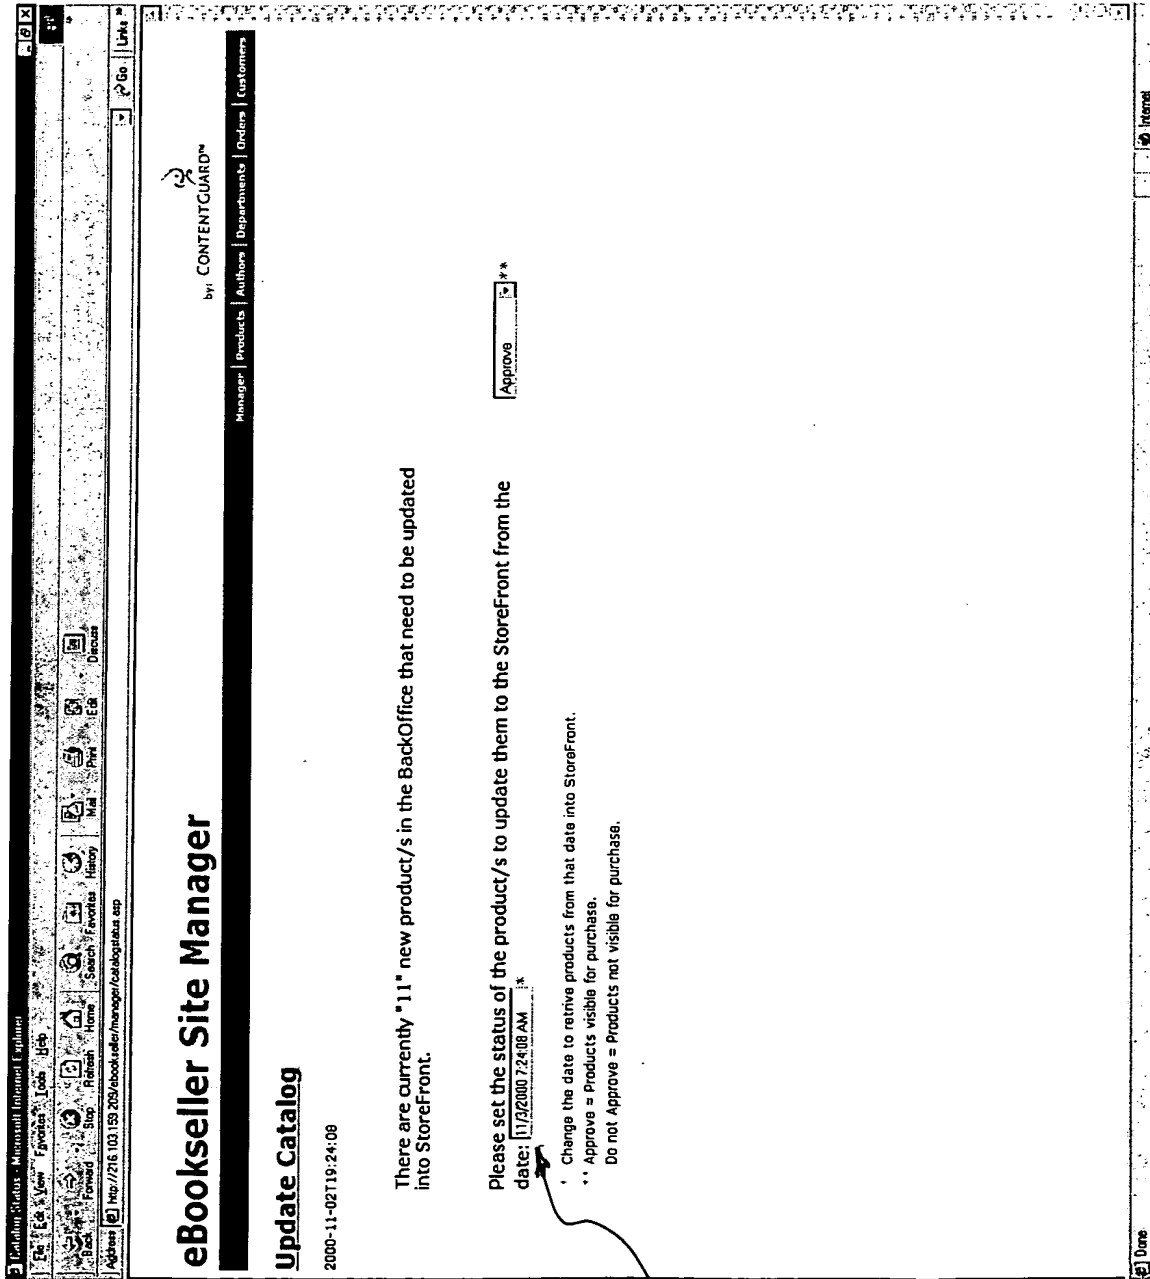 Catalog Status - Microsoft Internet Explorer
File Edit View Favorites Tools Help
Back Forward Stop Refresh Home Search Favorites History Mail Print Edit Discuss
Address http://216.103.159.209/ebookseller/manager/catalogstatus.asp Go Links »
eBookseller Site Manager
by: CONTENTGUARD™
Manager | Products | Authors | Departments | Orders | Customers
Update Catalog
2000-11-02T19:24:08
There are currently "11" new product/s in the BackOffice that need to be updated
into StoreFront.
Please set the status of the product/s to update them to the StoreFront from the
date: 11/3/2000 7:24:08 AM * Approve **
* Change the date to retrive products from that date into StoreFront.
** Approve = Products visible for purchase.
Do not Approve = Products not visible for purchase.
Done Internet